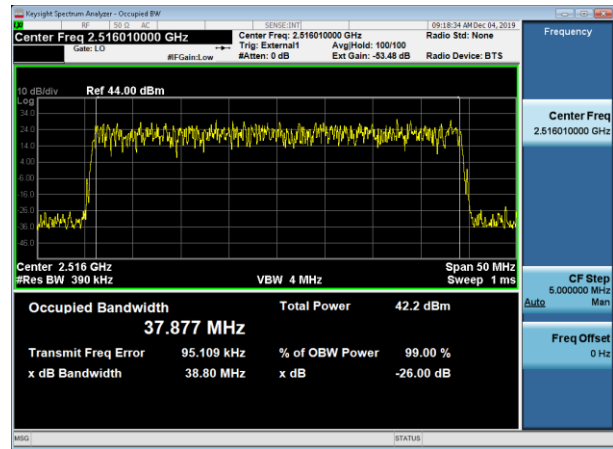 Keysight Spectrum Analyzer - Occupied BW
LXI RF 50 Ω AC SENSE:INT 09:18:34 AM Dec 04, 2019
Center Freq 2.516010000 GHz Center Freq: 2.516010000 GHz Radio Std: None
Gate: LO Trig: External1 Avg|Hold: 100/100
#IFGain:Low #Atten: 0 dB Ext Gain: -53.48 dB Radio Device: BTS
10 dB/div Ref 44.00 dBm
Log
34.0
24.0
14.0
4.00
-6.00
-16.0
-26.0
-36.0
-46.0
Center 2.516 GHz Span 50 MHz
#Res BW 390 kHz VBW 4 MHz Sweep 1 ms
Occupied Bandwidth Total Power 42.2 dBm
37.877 MHz
Transmit Freq Error 95.109 kHz % of OBW Power 99.00 %
x dB Bandwidth 38.80 MHz x dB -26.00 dB
Frequency
Center Freq
2.516010000 GHz
CF Step
5.000000 MHz
Auto Man
Freq Offset
0 Hz
MSG STATUS